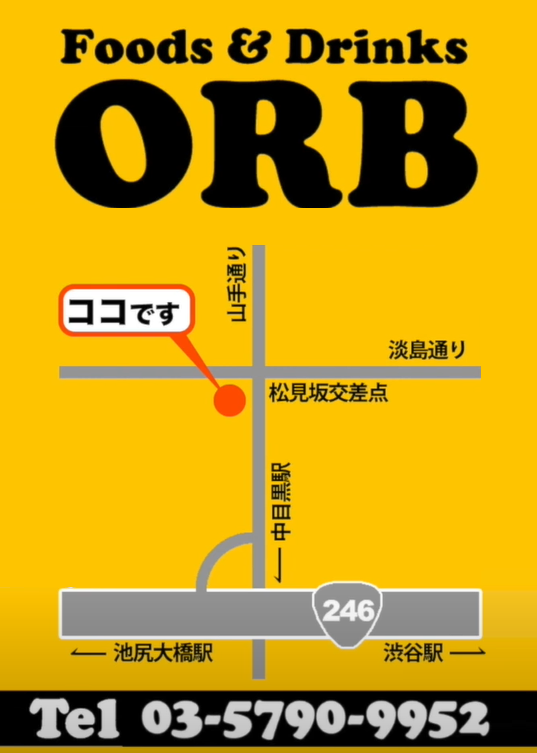 Foods & Drinks
ORB
山手通り
ココです
淡島通り
松見坂交差点
中目黒駅
246
池尻大橋駅
渋谷駅
Tel 03-5790-9952